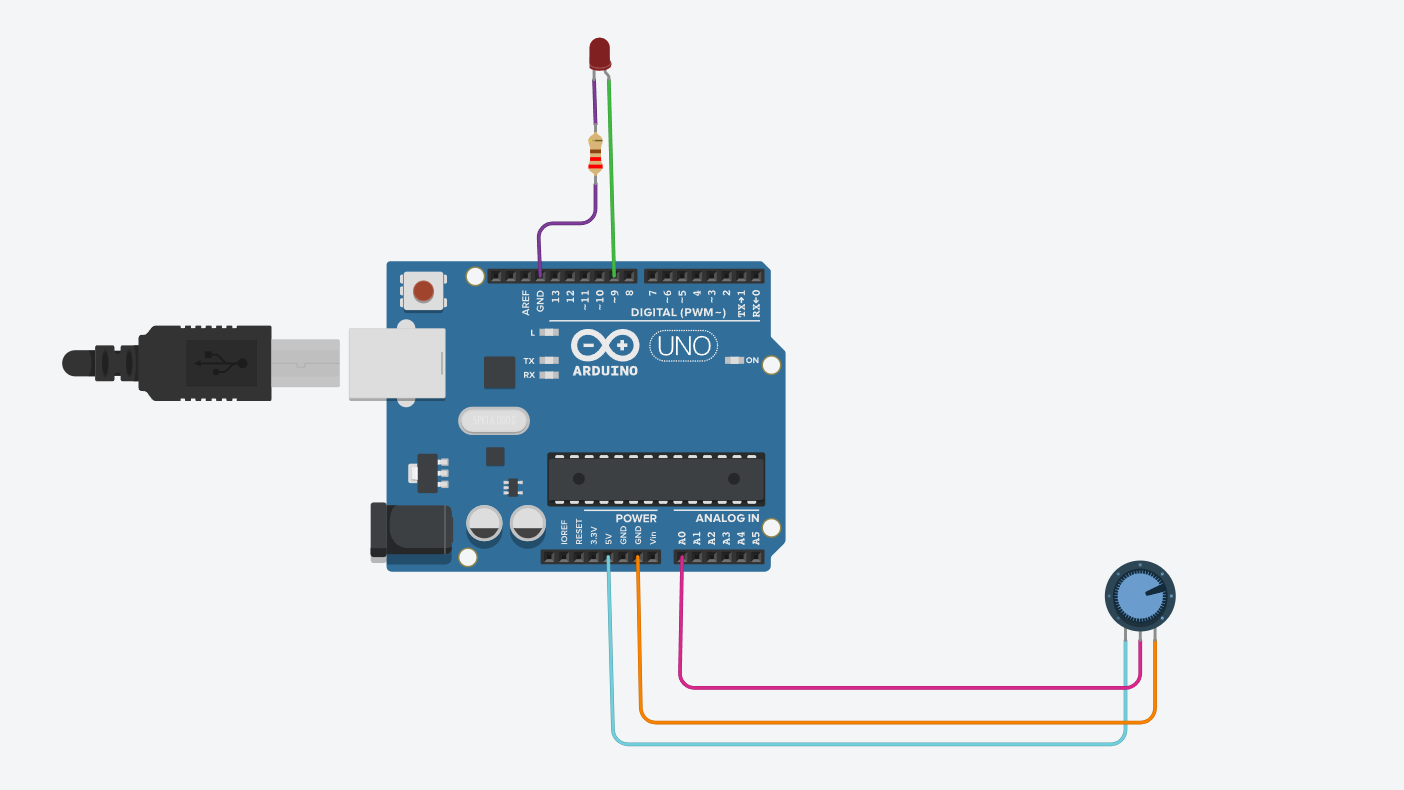 AREF
GND
13
12
~11
~10
~9
8
7
~6
~5
4
~3
2
TX→1
RX←0
DIGITAL (PWM~)
L
TX
RX
UNO
ON
ARDUINO
POWER
ANALOG IN
IOREF
RESET
3.3V
5V
GND
GND
Vin
A0
A1
A2
A3
A4
A5